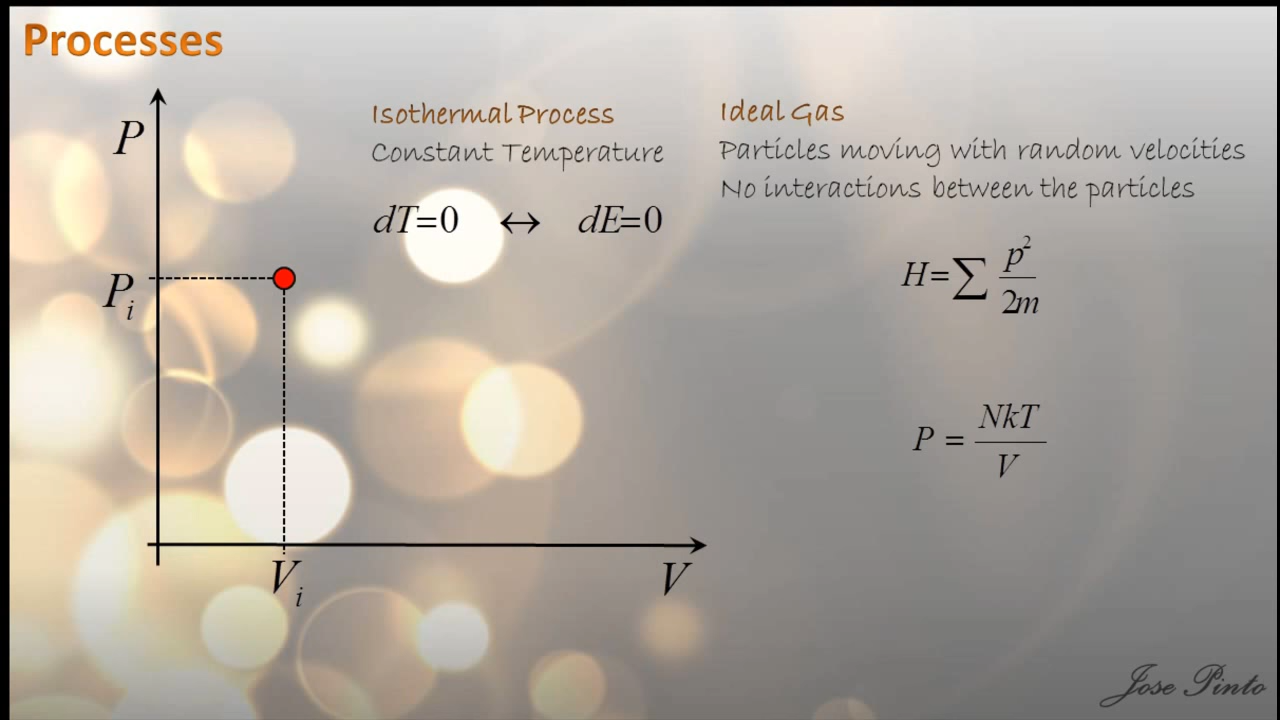 Processes
P
P_i
V_i
V
Isothermal Process
Constant Temperature
dT=0 ↔ dE=0
Ideal Gas
Particles moving with random velocities
No interactions between the particles
H=∑ p²/2m
P = NkT/V
Jose Pinto